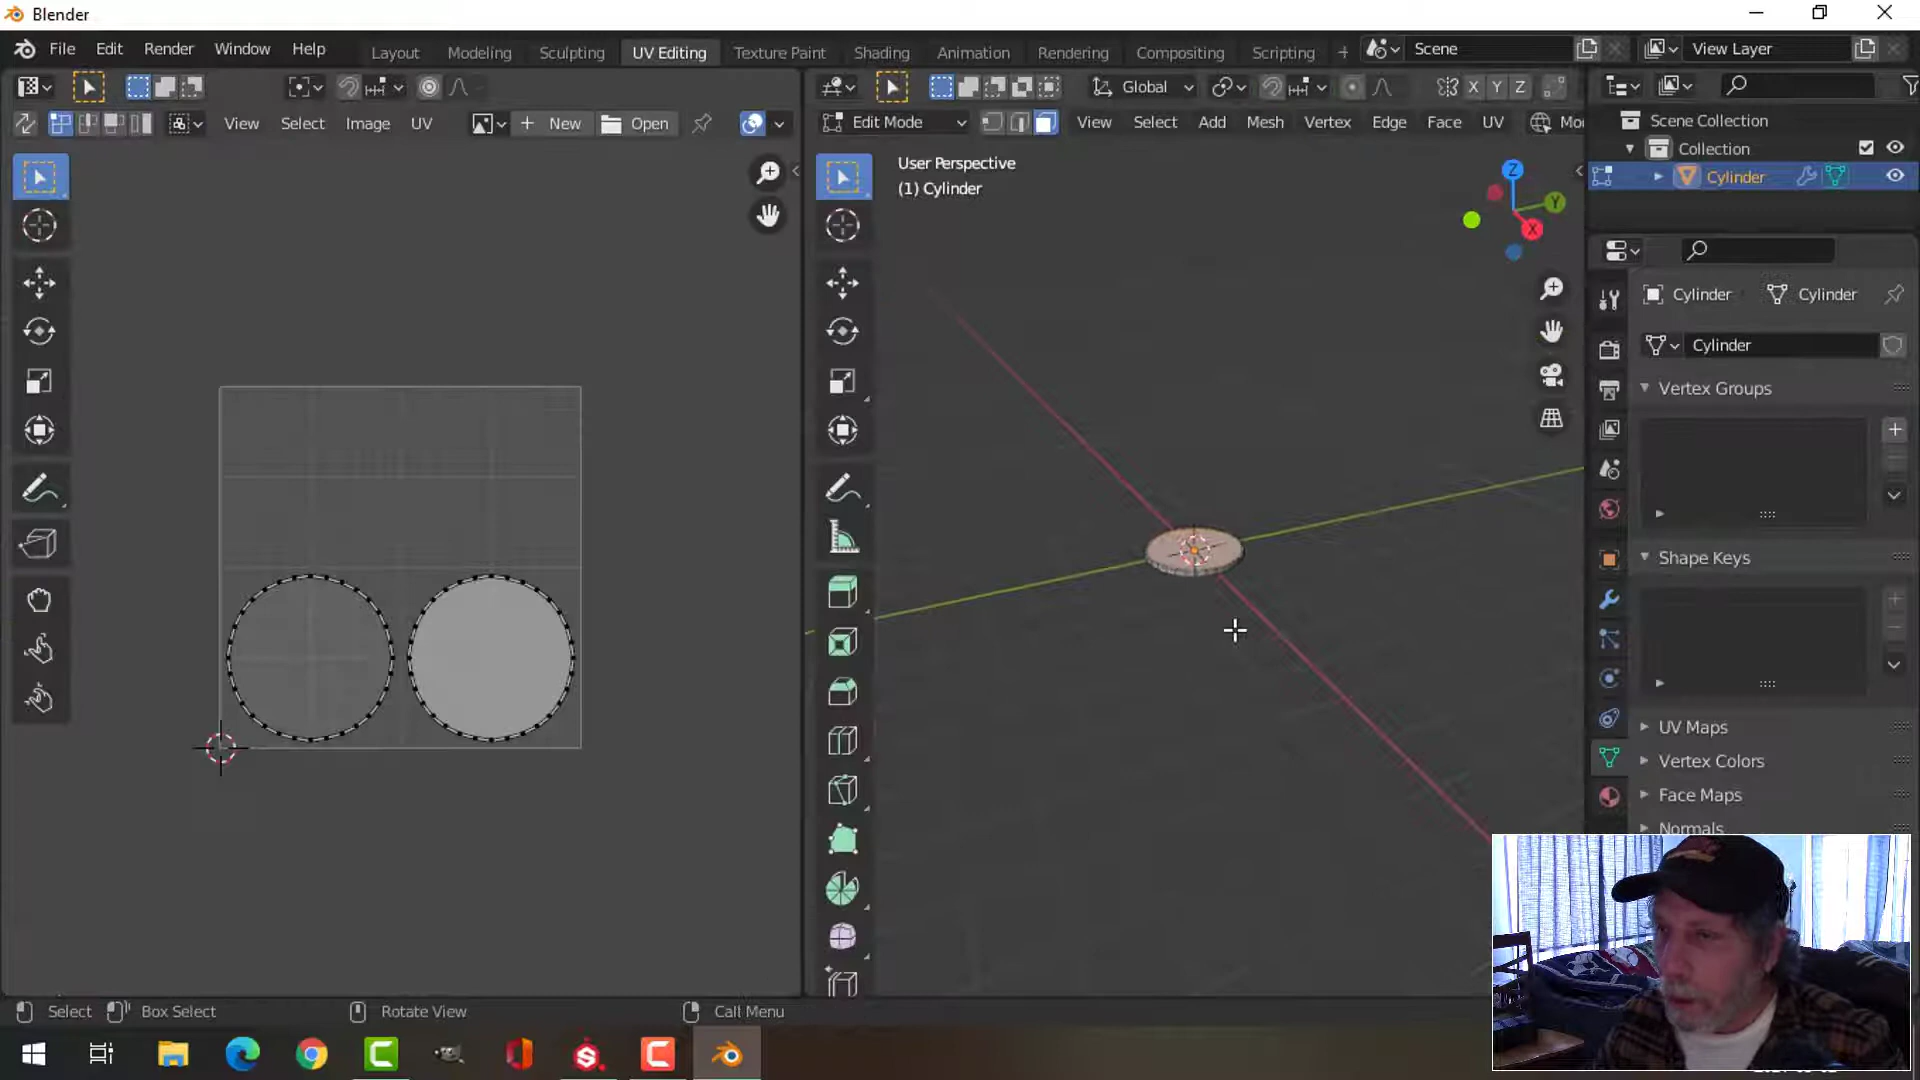 Blender
File Edit Render Window Help
Layout Modeling Sculpting UV Editing Texture Paint Shading Animation Rendering Compositing Scripting + Scene View Layer
Global X Y Z
View Select Image UV + New Open Edit Mode View Select Add Mesh Vertex Edge Face UV Mo
Scene Collection
Collection
Cylinder
User Perspective
(1) Cylinder
Z
Y
X
Cylinder Cylinder
Cylinder
Vertex Groups
Shape Keys
UV Maps
Vertex Colors
Face Maps
Normals
Select Box Select Rotate View Call Menu